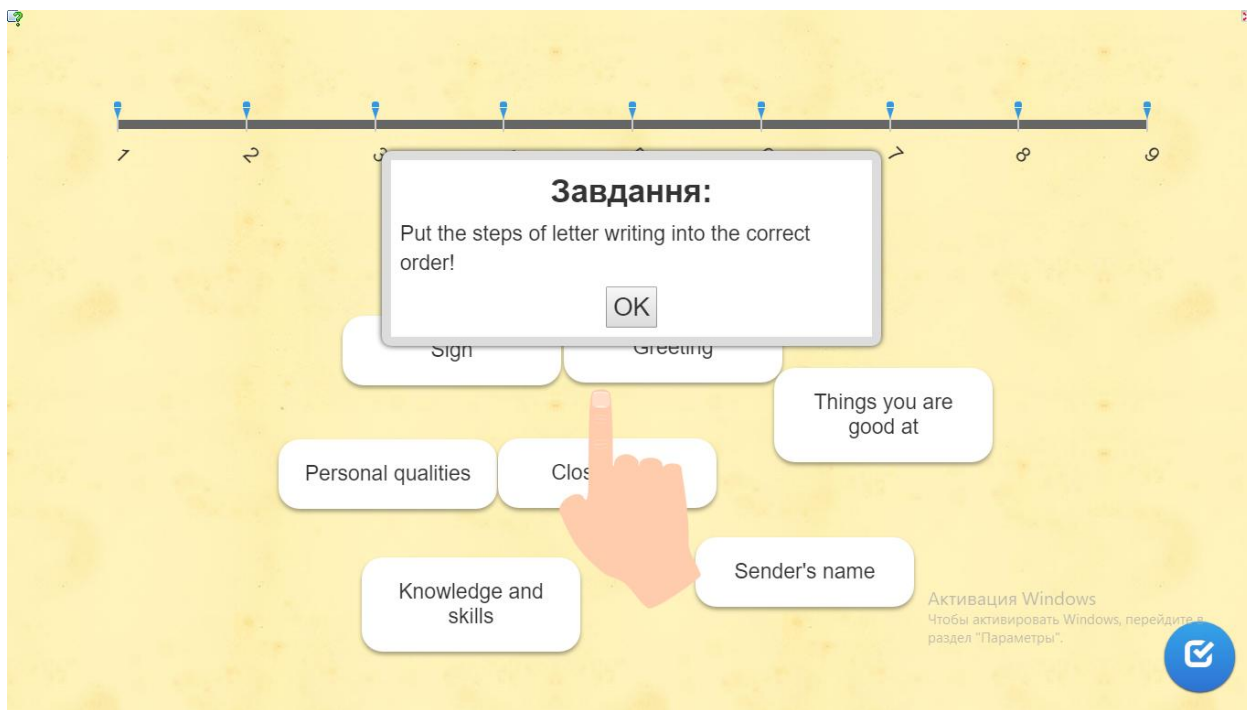 1
2
3
7
8
9
Завдання:
Put the steps of letter writing into the correct
order!
OK
Sign
Greeting
Things you are
good at
Personal qualities
Clos
Knowledge and
skills
Sender's name
Активация Windows
Чтобы активировать Windows, перейдите в
раздел "Параметры".